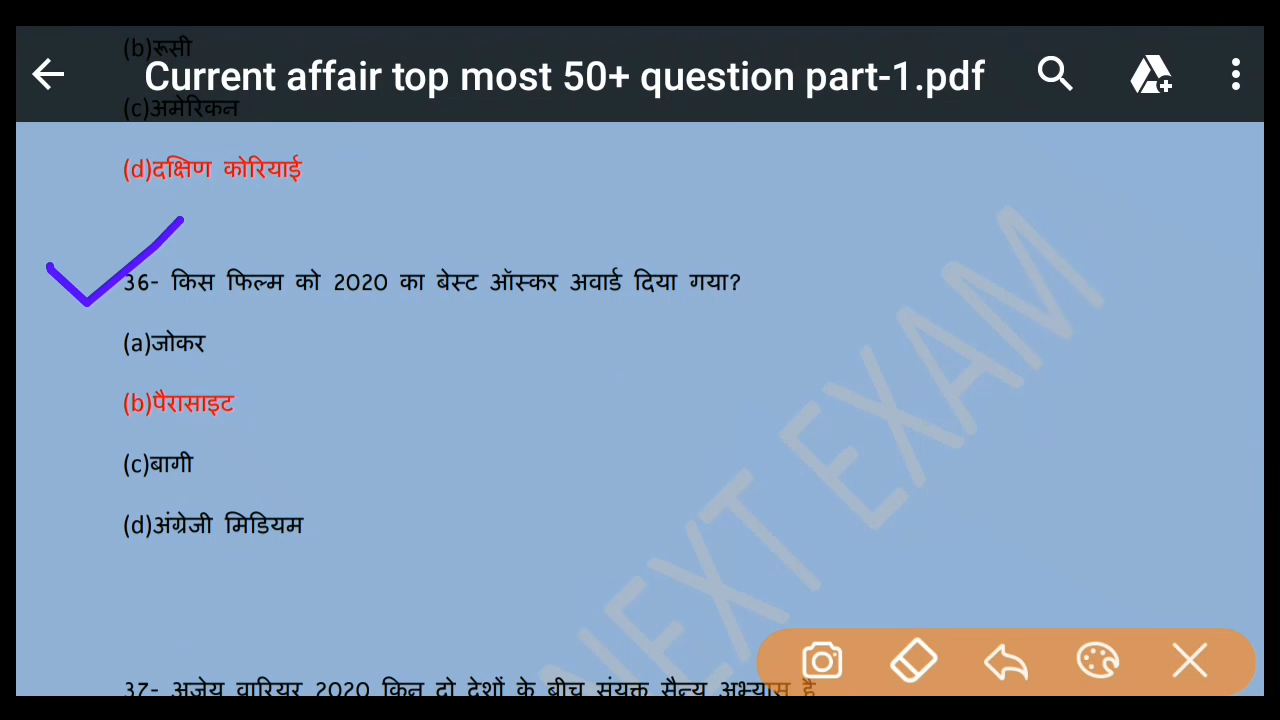 (b)रूसी
Current affair top most 50+ question part-1.pdf
(c)अमेरिकन
(d)दक्षिण कोरियाई
36- किस फिल्म को 2020 का बेस्ट ऑस्कर अवार्ड दिया गया?
(a)जोकर
(b)पैरासाइट
(c)बागी
(d)अंग्रेजी मिडियम
NEXT EXAM
37- अजेय वारियर 2020 किन दो देशों के बीच संयुक्त सैन्य अभ्यास है